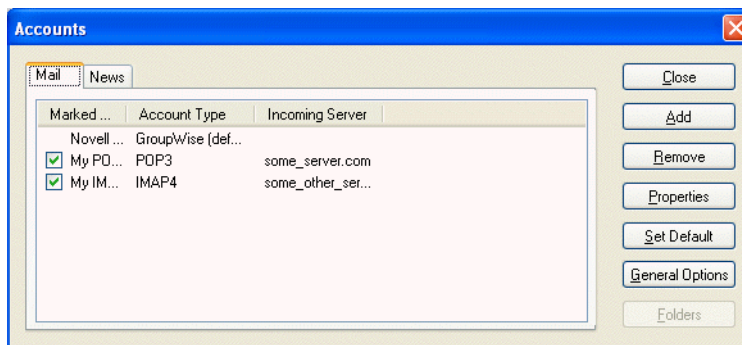 Accounts
Mail News
Marked ... Account Type Incoming Server
Novell ... GroupWise (def...
My PO... POP3 some_server.com
My IM... IMAP4 some_other_ser...
Close
Add
Remove
Properties
Set Default
General Options
Folders